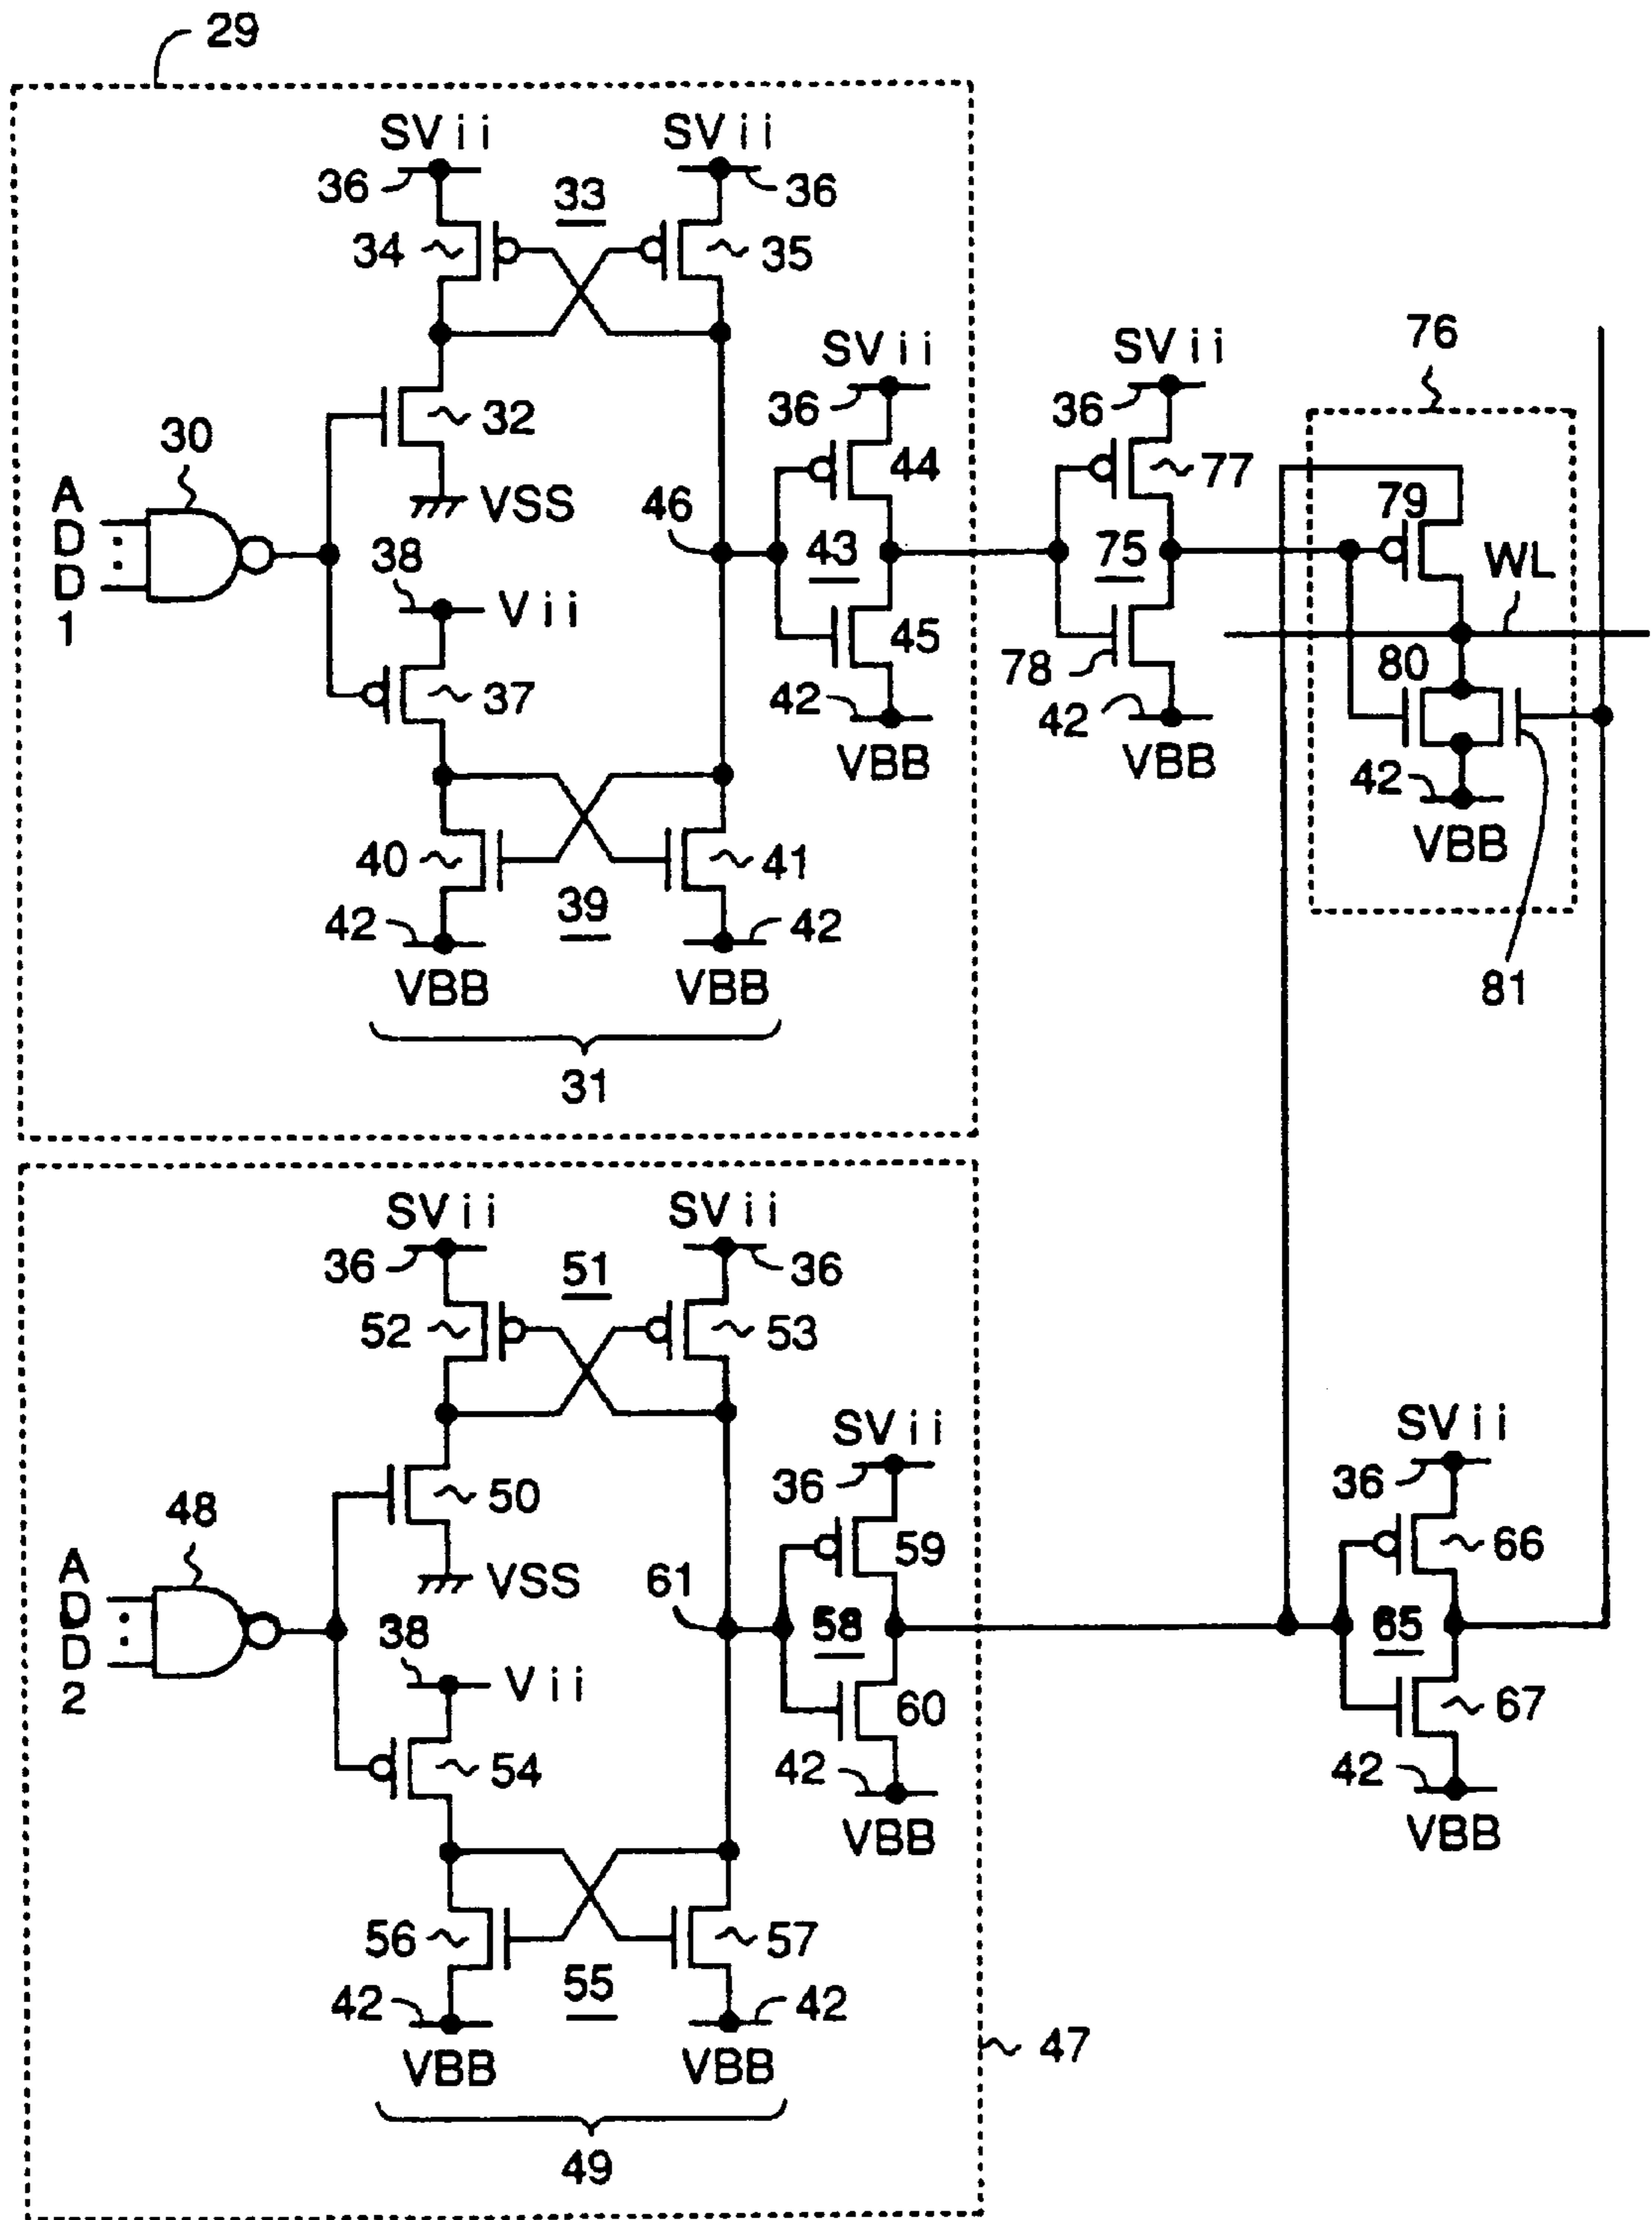 29
SVii SVii
36 33 36
34 35
SVii SVii 76
36 44 36 77 79
30 32
VSS
A
D
D
1
46 43 75 WL
38 Vii
37 45 78 80
42 42 42
VBB VBB VBB
40 41
42 39 42
VBB VBB 81
31
SVii SVii
36 51 36
52 53
SVii SVii
36 59 36 66
48 50
VSS
A
D
D
2
61 58 65
38 Vii
54 60 67
42 42
VBB VBB
56 57
42 55 42
VBB VBB 47
49